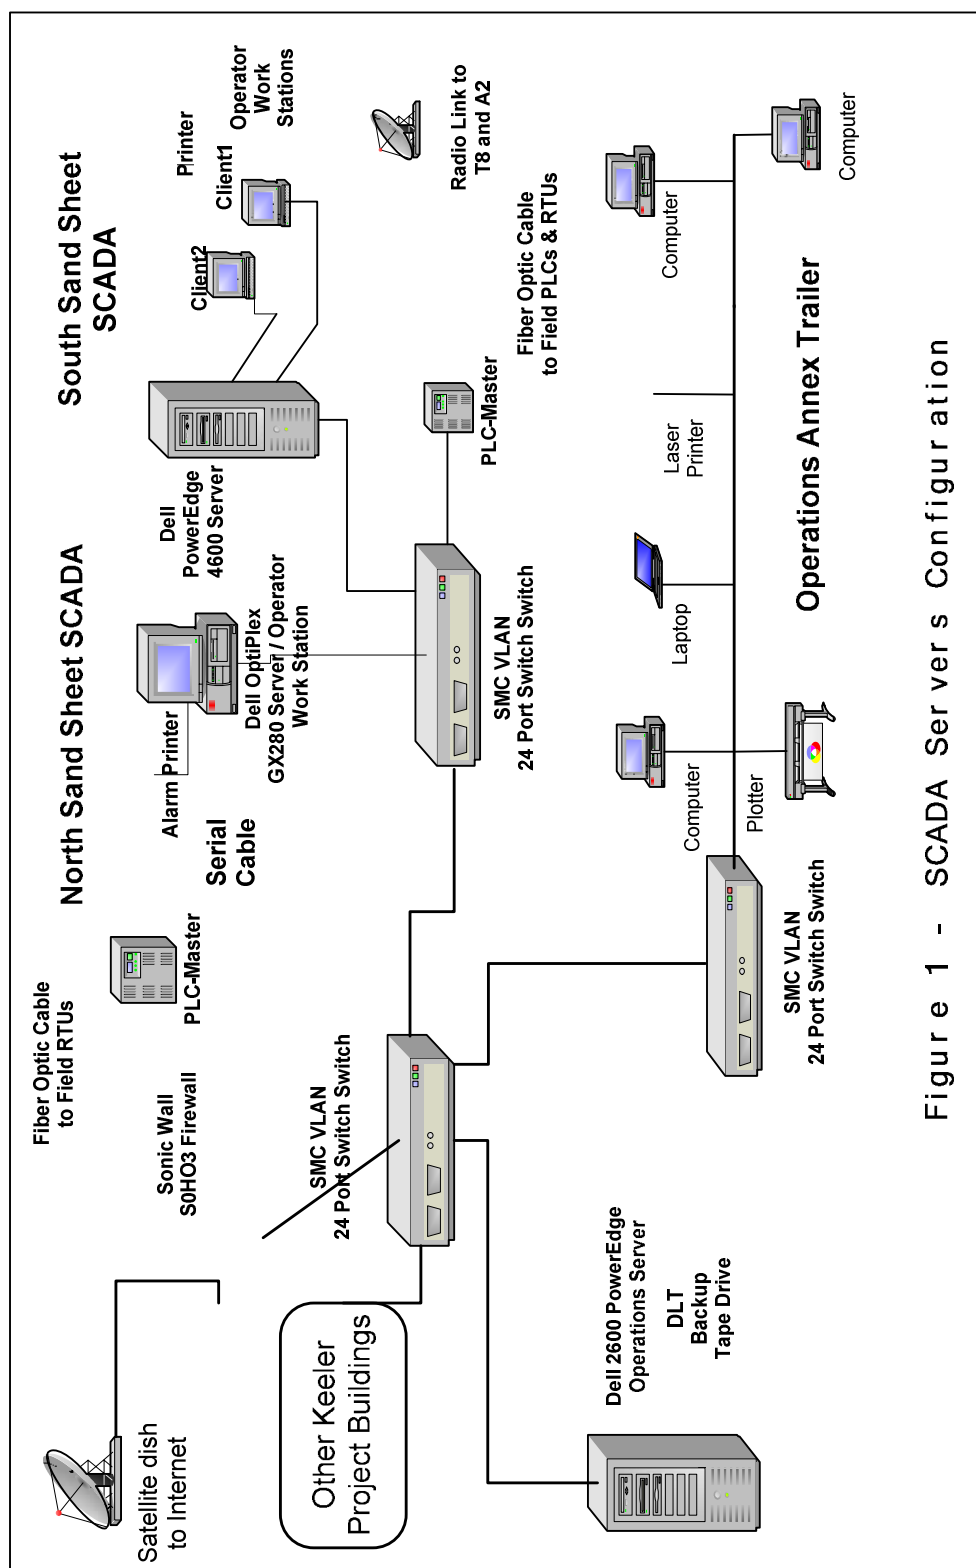 South Sand Sheet
SCADA
North Sand Sheet SCADA
Fiber Optic Cable
to Field RTUs
Satellite dish
to Internet
Sonic Wall
S0HO3 Firewall
PLC-Master
Alarm Printer
Serial
Cable
Dell OptiPlex
GX280 Server / Operator
Work Station
Dell
PowerEdge
4600 Server
Client2
Client1
Printer
Operator
Work
Stations
Radio Link to
T8 and A2
PLC-Master
Fiber Optic Cable
to Field PLCs & RTUs
Other Keeler
Project Buildings
SMC VLAN
24 Port Switch Switch
SMC VLAN
24 Port Switch Switch
Dell 2600 PowerEdge
Operations Server
DLT
Backup
Tape Drive
SMC VLAN
24 Port Switch Switch
Computer
Plotter
Laptop
Laser
Printer
Computer
Computer
Operations Annex Trailer
Figure 1 - SCADA Servers Configuration